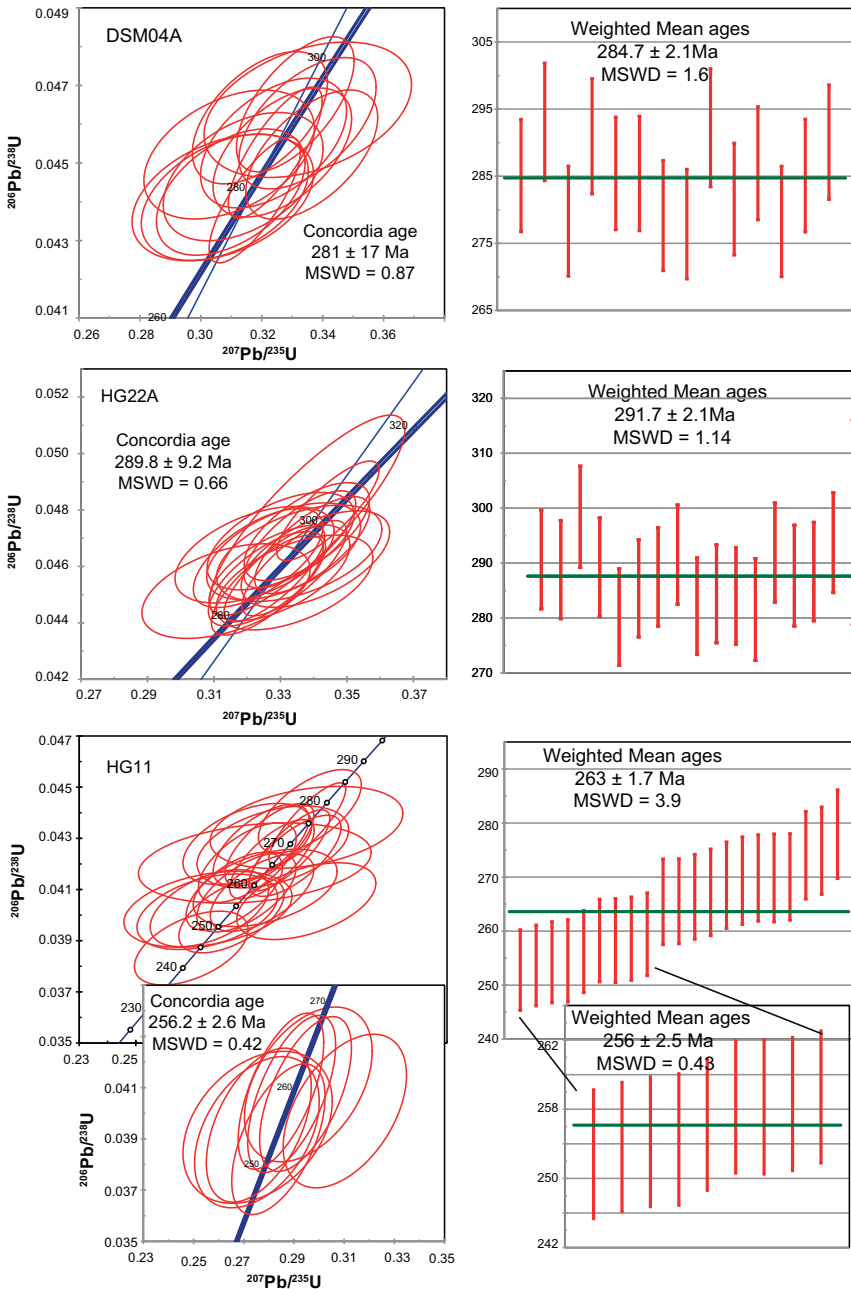 DSM04A
0.049
0.047
0.045
0.043
0.041
²⁰⁶Pb/²³⁸U
300
280
260
Concordia age
281 ± 17 Ma
MSWD = 0.87
0.26 0.28 0.30 0.32 0.34 0.36
²⁰⁷Pb/²³⁵U
Weighted Mean ages
284.7 ± 2.1Ma
MSWD = 1.6
305
295
285
275
265
HG22A
0.052
0.050
0.048
0.046
0.044
0.042
²⁰⁶Pb/²³⁸U
Concordia age
289.8 ± 9.2 Ma
MSWD = 0.66
320
300
280
0.27 0.29 0.31 0.33 0.35 0.37
²⁰⁷Pb/²³⁵U
Weighted Mean ages
291.7 ± 2.1Ma
MSWD = 1.14
325
320
310
300
290
280
270
HG11
0.047
0.045
0.043
0.041
0.039
0.037
0.035
²⁰⁶Pb/²³⁸U
290
280
270
260
250
240
230
0.23 0.25
Concordia age
256.2 ± 2.6 Ma
MSWD = 0.42
270
260
250
0.043
0.041
0.039
0.037
0.035
²⁰⁶Pb/²³⁸U
0.23 0.25 0.27 0.29 0.31 0.33 0.35
²⁰⁷Pb/²³⁵U
Weighted Mean ages
263 ± 1.7 Ma
MSWD = 3.9
290
280
270
260
250
240
Weighted Mean ages
256 ± 2.5 Ma
MSWD = 0.43
262
258
250
242